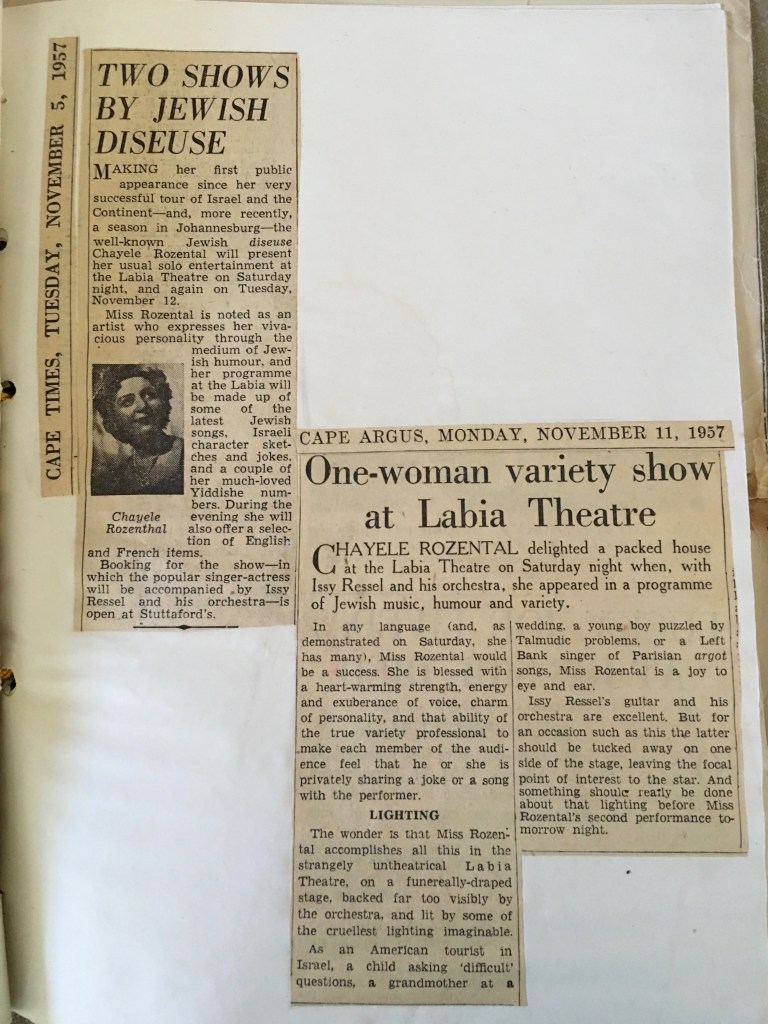 CAPE TIMES, TUESDAY, NOVEMBER 5, 1957
TWO SHOWS
BY JEWISH
DISEUSE
MAKING her first public
appearance since her very
successful tour of Israel and the
Continent—and, more recently,
a season in Johannesburg—the
well-known Jewish diseuse
Chayele Rozental will present
her usual solo entertainment at
the Labia Theatre on Saturday
night, and again on Tuesday,
November 12.
Miss Rozental is noted as an
artist who expresses her viva-
cious personality through the
medium of Jew-
ish humour, and
her programme
at the Labia will
be made up of
some of the
latest Jewish
songs, Israeli
character sket-
ches and jokes,
and a couple of
her much-loved
Yiddishe num-
bers. During the
evening she will
also offer a selec-
tion of English
and French items.
Chayele
Rozenthal
Booking for the show—in
which the popular singer-actress
will be accompanied by Issy
Ressel and his orchestra—is
open at Stuttaford's.
CAPE ARGUS, MONDAY, NOVEMBER 11, 1957
One-woman variety show
at Labia Theatre
CHAYELE ROZENTAL delighted a packed house
at the Labia Theatre on Saturday night when, with
Issy Ressel and his orchestra, she appeared in a programme
of Jewish music, humour and variety.
In any language (and, as
demonstrated on Saturday, she
has many), Miss Rozental would
be a success. She is blessed with
a heart-warming strength, energy
and exuberance of voice, charm
of personality, and that ability of
the true variety professional to
make each member of the audi-
ence feel that he or she is
privately sharing a joke or a song
with the performer.
LIGHTING
The wonder is that Miss Rozen-
tal accomplishes all this in the
strangely untheatrical Labia
Theatre, on a funereally-draped
stage, backed far too visibly by
the orchestra, and lit by some of
the cruellest lighting imaginable.
As an American tourist in
Israel, a child asking 'difficult'
questions, a grandmother at a
wedding, a young boy puzzled by
Talmudic problems, or a Left
Bank singer of Parisian argot
songs, Miss Rozental is a joy to
eye and ear.
Issy Ressel's guitar and his
orchestra are excellent. But for
an occasion such as this the latter
should be tucked away on one
side of the stage, leaving the focal
point of interest to the star. And
something should really be done
about that lighting before Miss
Rozental's second performance to-
morrow night.